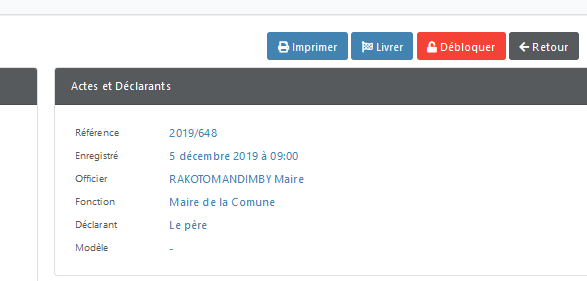 Imprimer Livrer Débloquer Retour
Actes et Déclarants
Référence 2019/648
Enregistré 5 décembre 2019 à 09:00
Officier RAKOTOMANDIMBY Maire
Fonction Maire de la Comune
Déclarant Le père
Modèle -